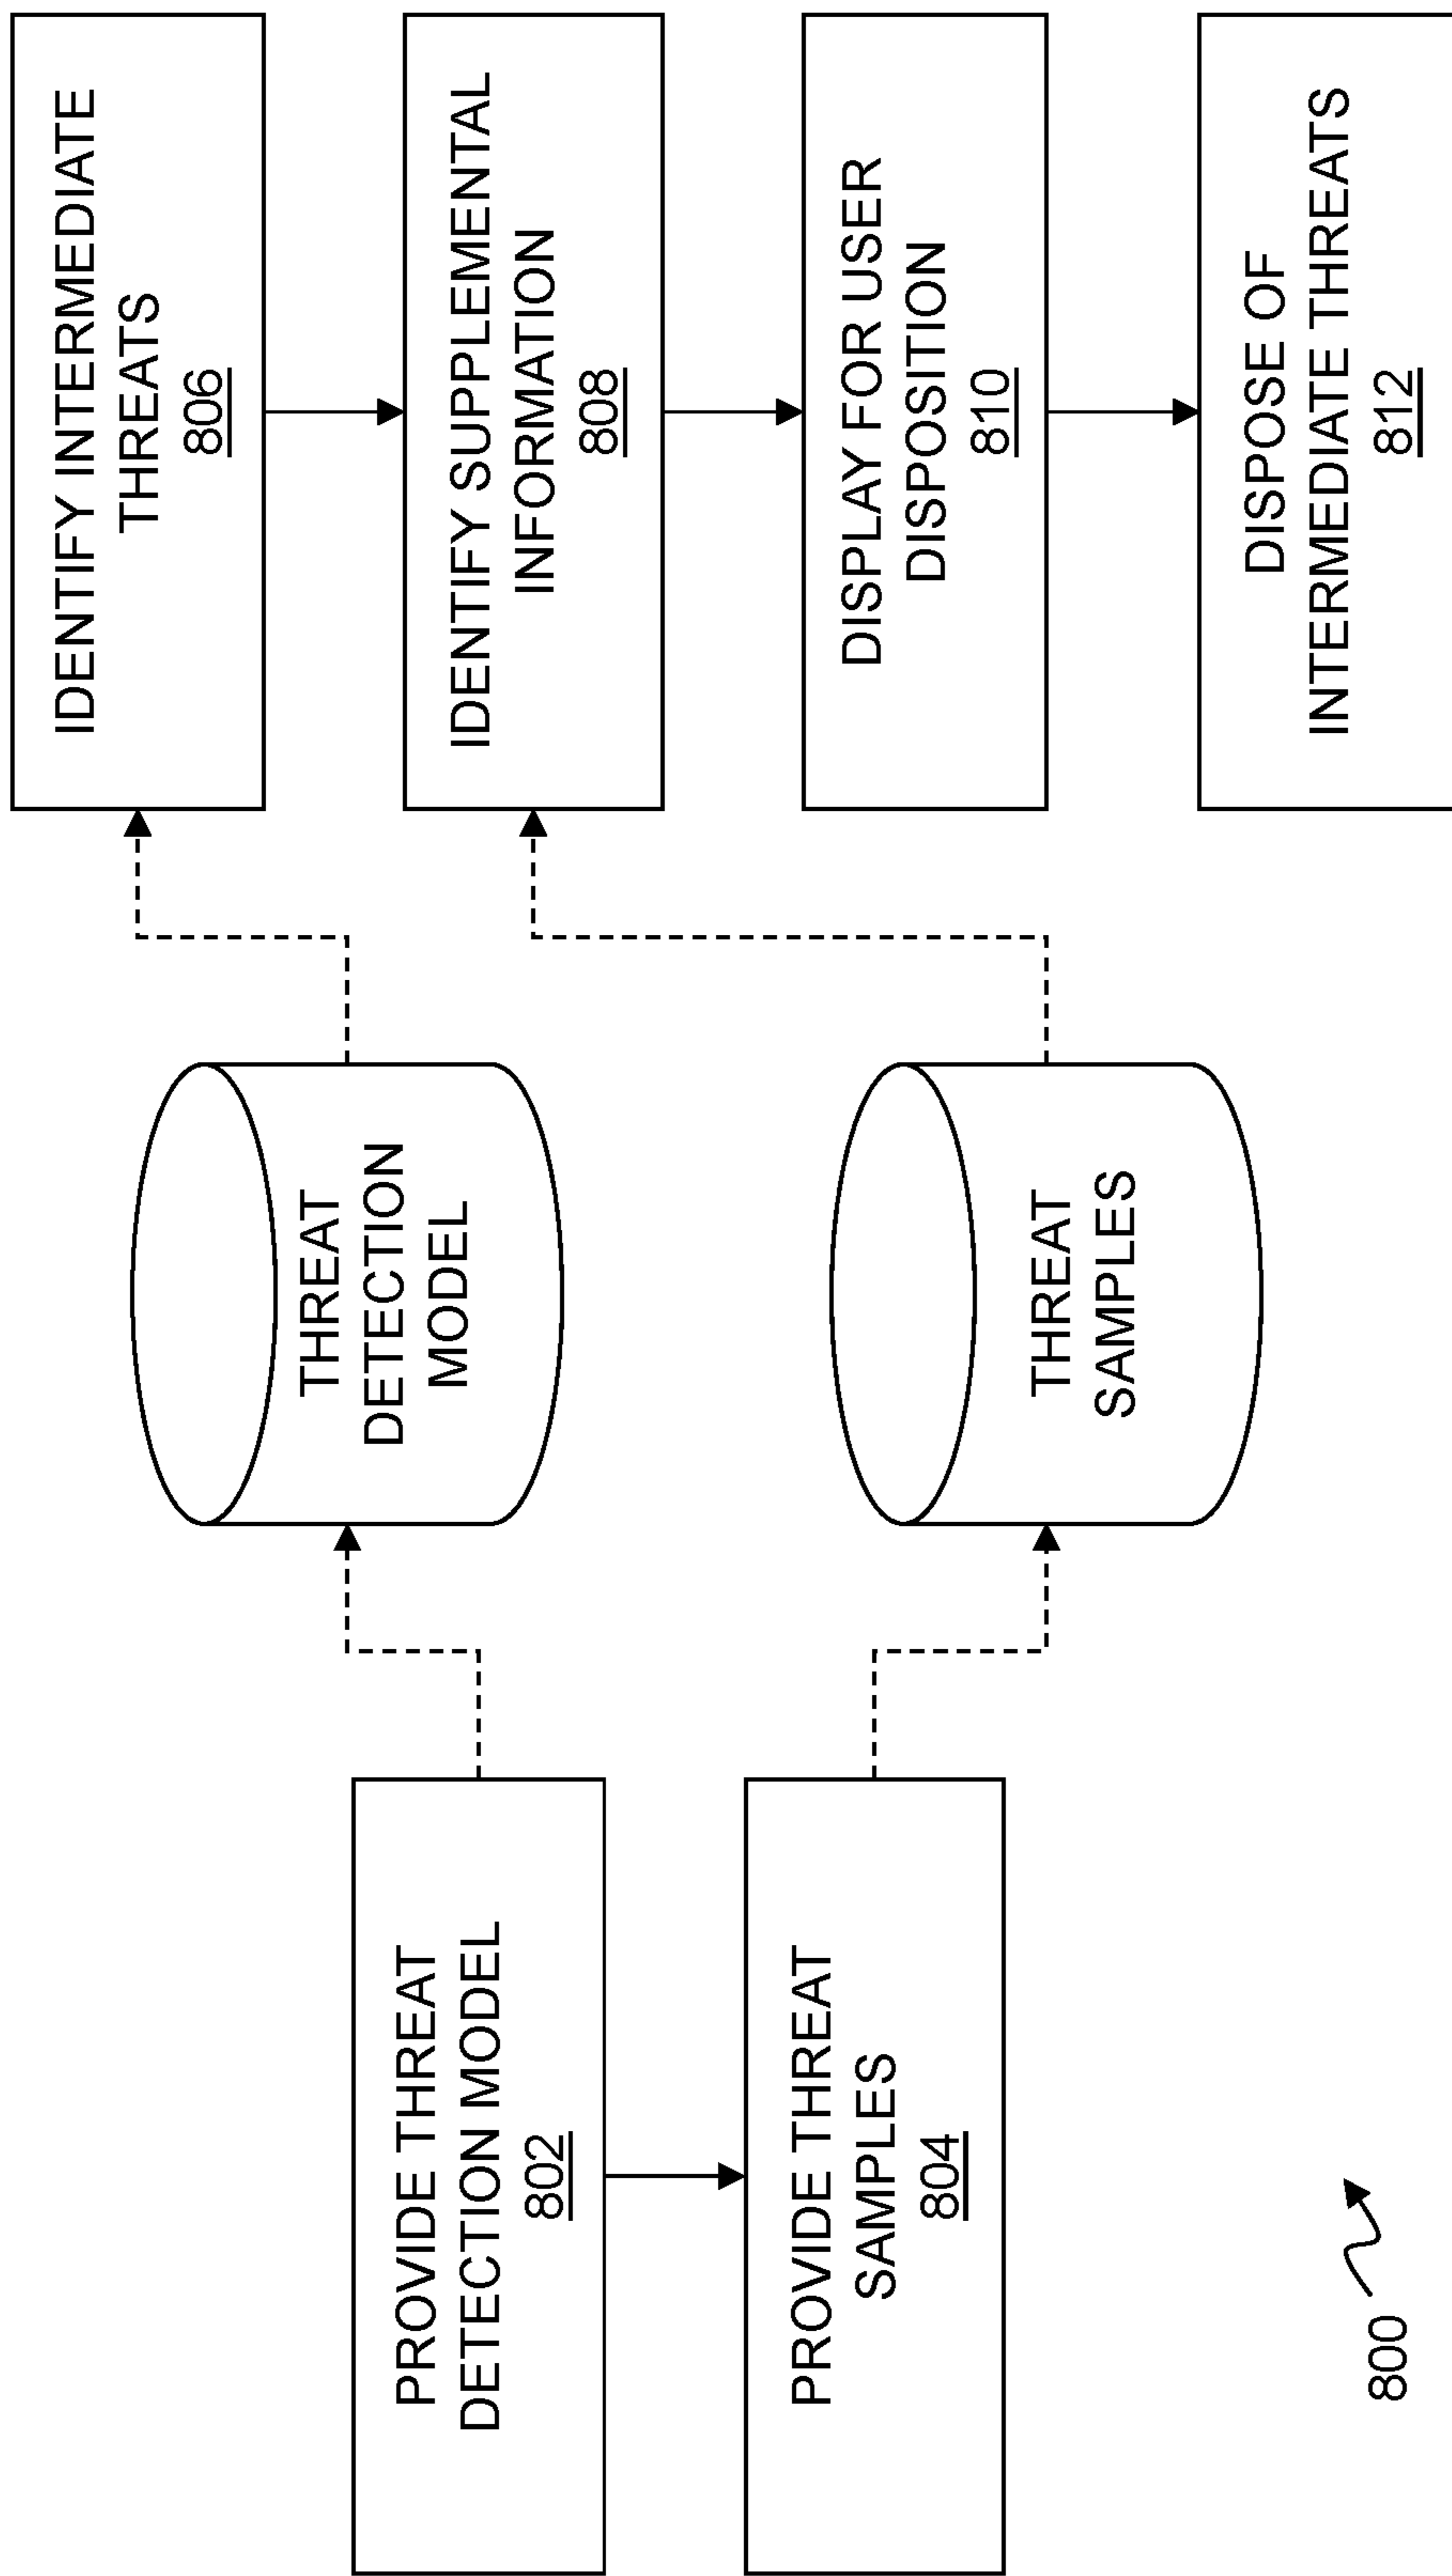 PROVIDE THREAT
DETECTION MODEL
802
PROVIDE THREAT
SAMPLES
804
THREAT
DETECTION
MODEL
THREAT
SAMPLES
IDENTIFY INTERMEDIATE
THREATS
806
IDENTIFY SUPPLEMENTAL
INFORMATION
808
DISPLAY FOR USER
DISPOSITION
810
DISPOSE OF
INTERMEDIATE THREATS
812
800